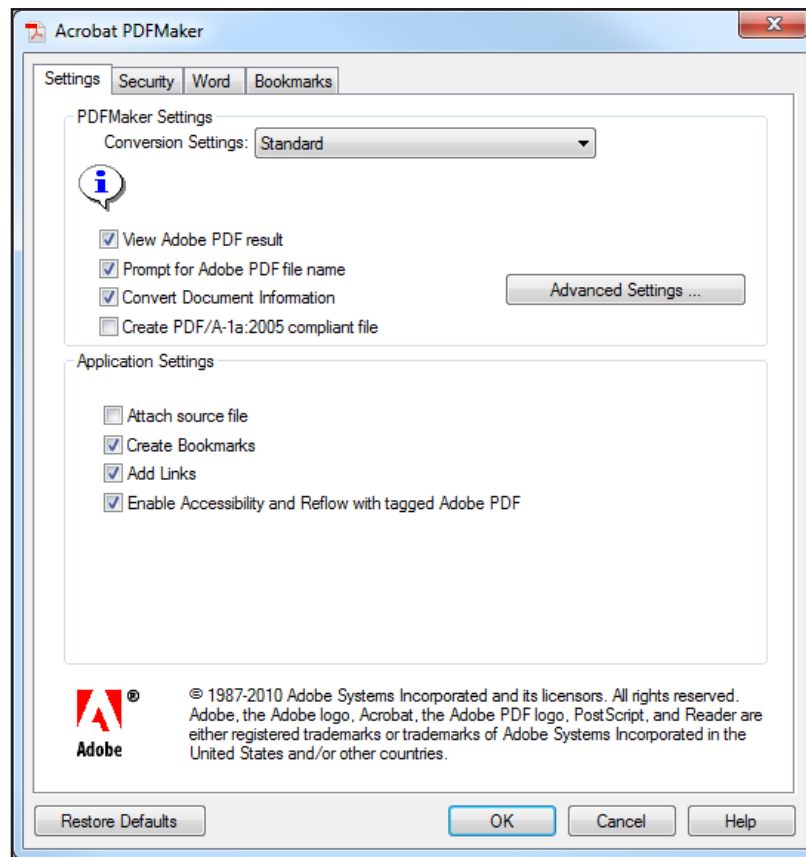 Acrobat PDFMaker
Settings Security Word Bookmarks
PDFMaker Settings
Conversion Settings: Standard
View Adobe PDF result
Prompt for Adobe PDF file name
Convert Document Information
Advanced Settings ...
Create PDF/A-1a:2005 compliant file
Application Settings
Attach source file
Create Bookmarks
Add Links
Enable Accessibility and Reflow with tagged Adobe PDF
® © 1987-2010 Adobe Systems Incorporated and its licensors. All rights reserved.
Adobe, the Adobe logo, Acrobat, the Adobe PDF logo, PostScript, and Reader are
either registered trademarks or trademarks of Adobe Systems Incorporated in the
Adobe United States and/or other countries.
Restore Defaults OK Cancel Help